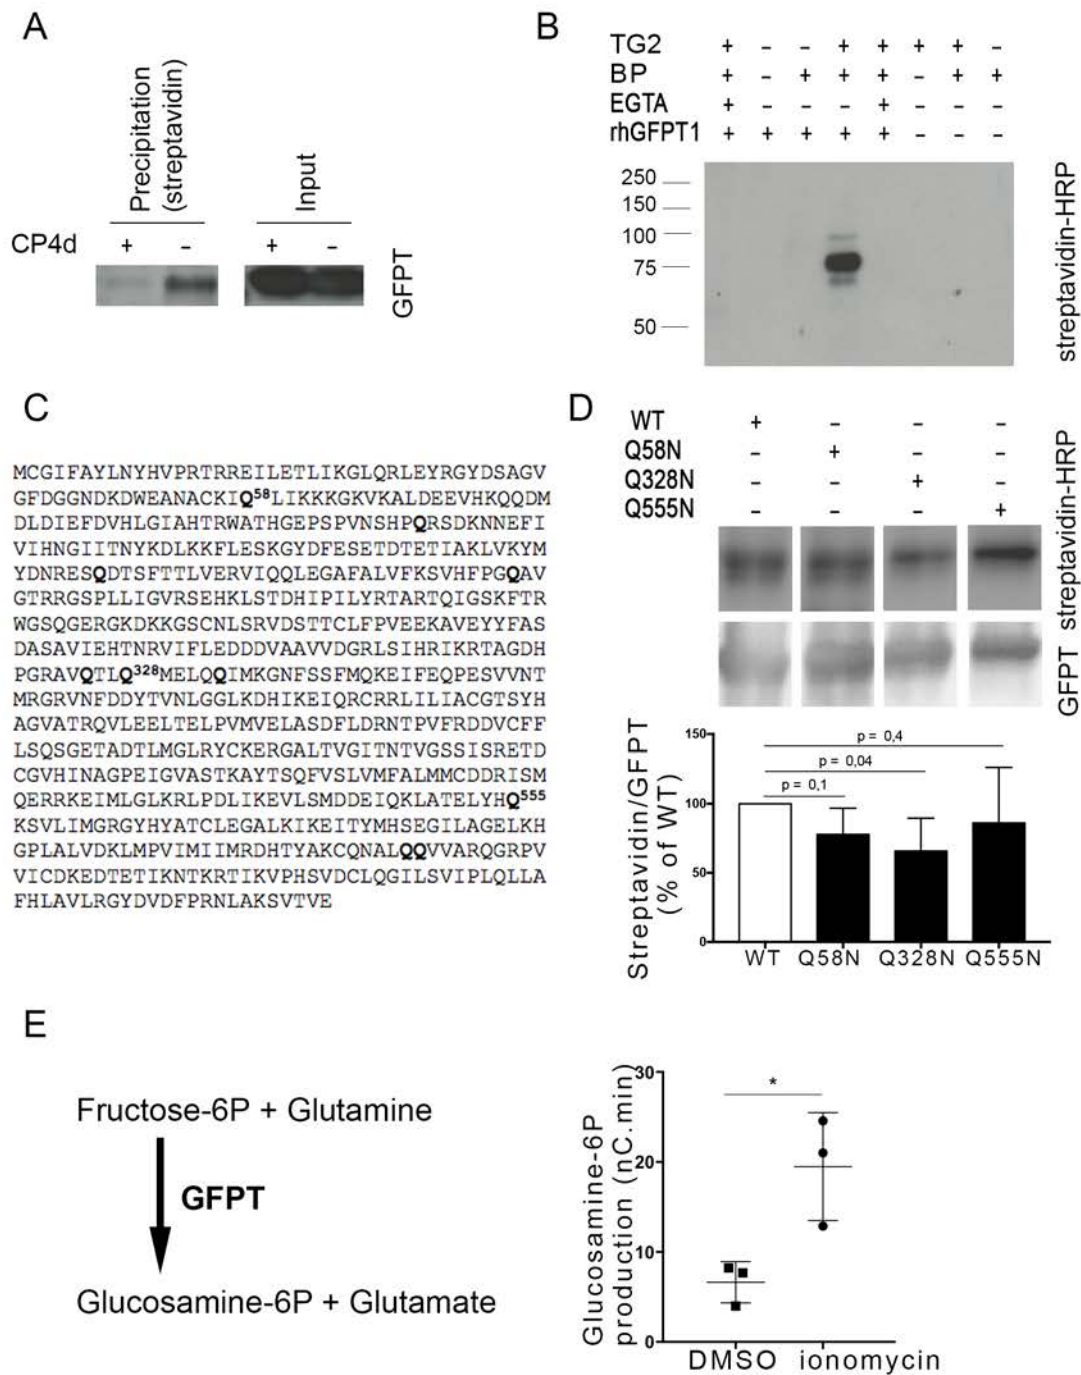 A
Precipitation
(streptavidin)
Input
CP4d + – + –
GFPT
B
TG2 + – – + + + + –
BP + – + + + – + +
EGTA + – – – + – – –
rhGFPT1 + + + + + – – –
250
150
100
75
50
streptavidin-HRP
C
MCGIFAYLNYHVPRTRREILETLIKGLQRLEYRGYDSAGV
GFDGGNDKDWEANACKIQ58LIKKKGKVKALDEEVHKQQDM
DLDIEFDVHLGIAHTRWATHGEPSPVNSHPQRSDKNNEFI
VIHNGIITNYKDLKKFLESKGYDFESETDTETIAKLVKYM
YDNRESQDTSFTTLVERVIQQLEGAFALVFKSVHFPGQAV
GTRRGSPLLIGVRSEHKLSTDHIPILYRTARTQIGSKFTR
WGSQGERGKDKKGSCNLSRVDSTTCLFPVEEKAVEYYFAS
DASAVIEHTNRVIFLEDDDVAAVVDGRLSIHRIKRTAGDH
PGRAVQTLQ328MELQQIMKGNFSSFMQKEIFEQPESVVNT
MRGRVNFDDYTVNLGGLKDHIKEIQRCRRLILIACGTSYH
AGVATRQVLEELTELPVMVELASDFLDRNTPVFRDDVCFF
LSQSGETADTLMGLRYCKERGALTVGITNTVGSSISRETD
CGVHINAGPEIGVASTKAYTSQFVSLVMFALMMCDDRISM
QERRKEIMLGLKRLPDLIKEVLSMDDEIQKLATELYHQ555
KSVLIMGRGYHYATCLEGALKIKEITYMHSEGILAGELKH
GPLALVDKLMPVIMIIMRDHTYAKCQNALQQVVARQGRPV
VICDKEDTETIKNTKRTIKVPHSVDCLQGILSVIPLQLLA
FHLAVLRGYDVDFPRNLAKSVTVE
D
WT + – – –
Q58N – + – –
Q328N – – + –
Q555N – – – +
streptavidin-HRP
GFPT
Streptavidin/GFPT
(% of WT)
150
100
50
0
p = 0,4
p = 0,04
p = 0,1
WT Q58N Q328N Q555N
E
Fructose-6P + Glutamine
GFPT
Glucosamine-6P + Glutamate
Glucosamine-6P
production (nC.min)
30
20
10
0
*
DMSO ionomycin